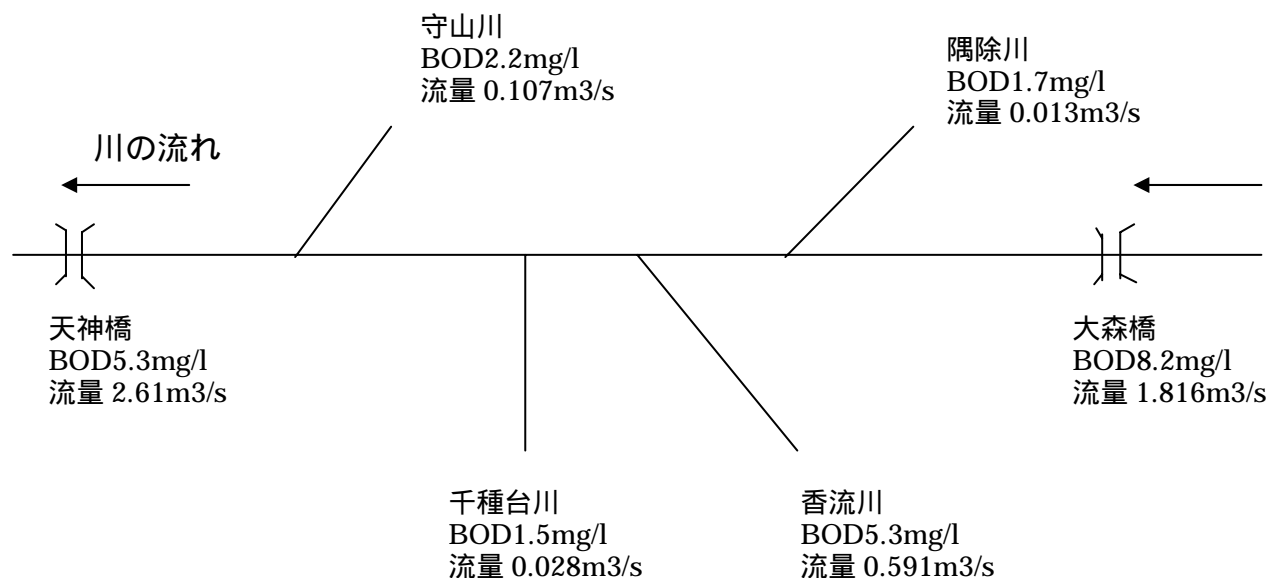 守山川
BOD2.2mg/l
流量 0.107m3/s
隅除川
BOD1.7mg/l
流量 0.013m3/s
川の流れ
天神橋
BOD5.3mg/l
流量 2.61m3/s
大森橋
BOD8.2mg/l
流量 1.816m3/s
千種台川
BOD1.5mg/l
流量 0.028m3/s
香流川
BOD5.3mg/l
流量 0.591m3/s